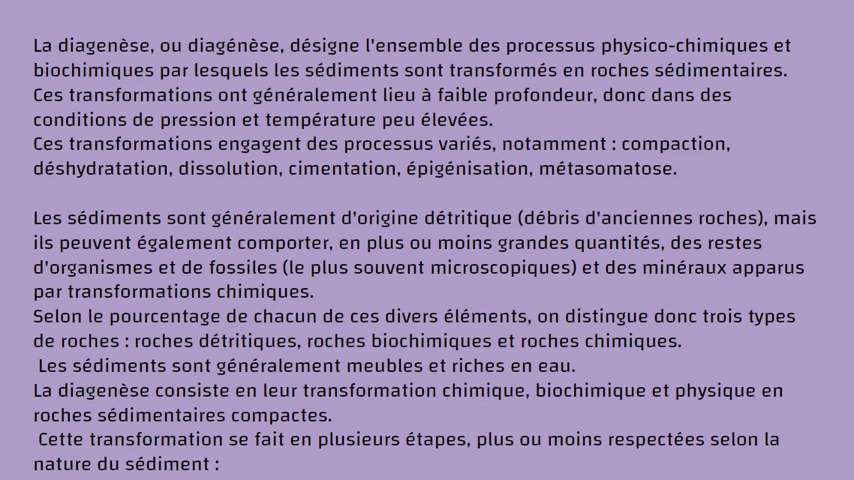 La diagenèse, ou diagénèse, désigne l'ensemble des processus physico-chimiques et
biochimiques par lesquels les sédiments sont transformés en roches sédimentaires.
Ces transformations ont généralement lieu à faible profondeur, donc dans des
conditions de pression et température peu élevées.
Ces transformations engagent des processus variés, notamment : compaction,
déshydratation, dissolution, cimentation, épigénisation, métasomatose.
Les sédiments sont généralement d'origine détritique (débris d'anciennes roches), mais
ils peuvent également comporter, en plus ou moins grandes quantités, des restes
d'organismes et de fossiles (le plus souvent microscopiques) et des minéraux apparus
par transformations chimiques.
Selon le pourcentage de chacun de ces divers éléments, on distingue donc trois types
de roches : roches détritiques, roches biochimiques et roches chimiques.
Les sédiments sont généralement meubles et riches en eau.
La diagenèse consiste en leur transformation chimique, biochimique et physique en
roches sédimentaires compactes.
Cette transformation se fait en plusieurs étapes, plus ou moins respectées selon la
nature du sédiment :